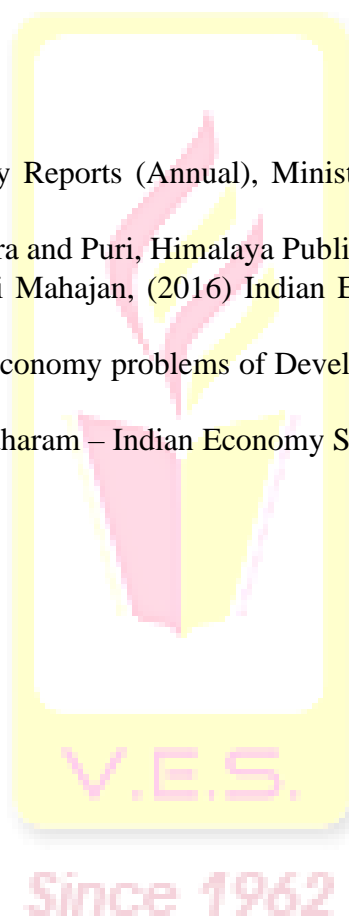 y Reports (Annual), Minist
ra and Puri, Himalaya Publi
i Mahajan, (2016) Indian E
conomy problems of Devel
haram – Indian Economy S
V.E.S.
Since 1962